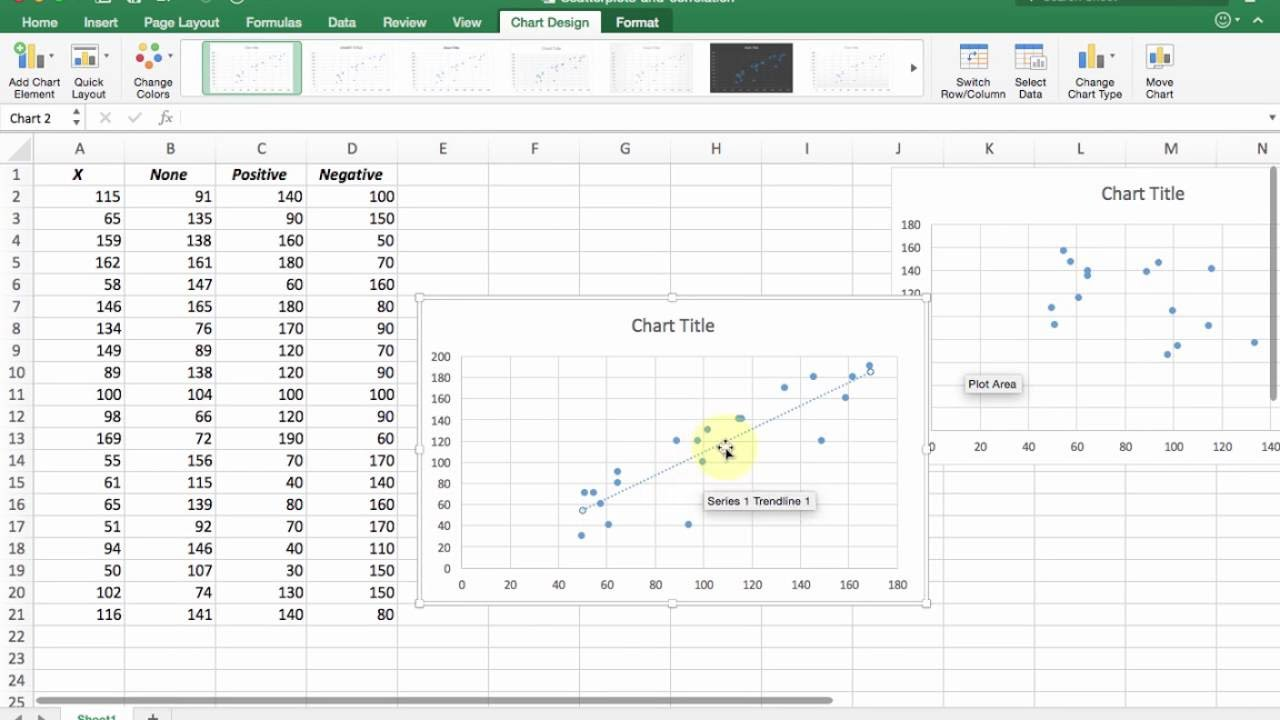 Scatterplots and Correlation
Home Insert Page Layout Formulas Data Review View Chart Design Format
Add Chart Element Quick Layout Change Colors Switch Row/Column Select Data Change Chart Type Move Chart
Chart 2 fx
A B C D E F G H I J K L M N
1 X None Positive Negative
2 115 91 140 100
3 65 135 90 150
4 159 138 160 50
5 162 161 180 70
6 58 147 60 160
7 146 165 180 80
8 134 76 170 90
9 149 89 120 70
10 89 138 120 90
11 100 104 100 100
12 98 66 120 90
13 169 72 190 60
14 55 156 70 170
15 61 115 40 140
16 65 139 80 160
17 51 92 70 170
18 94 146 40 110
19 50 107 30 150
20 102 74 130 150
21 116 141 140 80
22
23
24
25
Chart Title
200
180
160
140
120
100
80
60
40
20
0
0 20 40 60 80 100 120 140 160 180
Series 1 Trendline 1
Chart Title
180
160
140
120
Plot Area
0 20 40 60 80 100 120 140
Sheet1 +